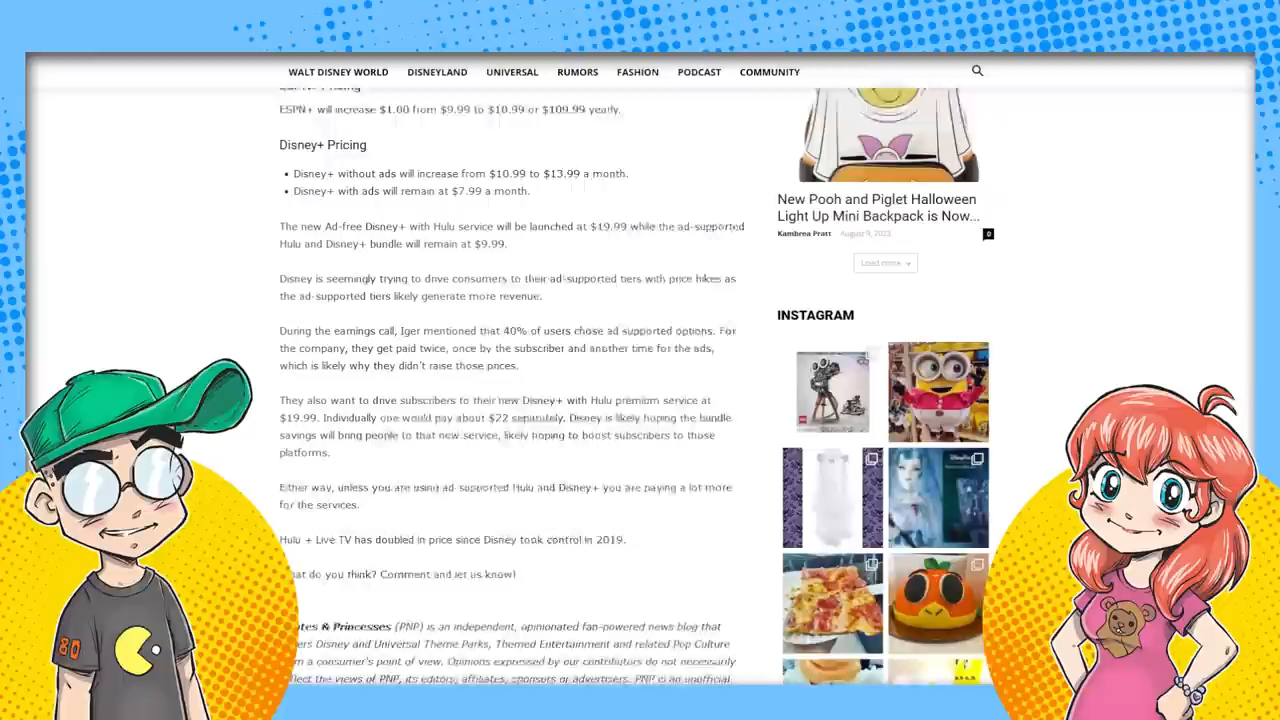 WALT DISNEY WORLD DISNEYLAND UNIVERSAL RUMORS FASHION PODCAST COMMUNITY
ESPN+ will increase $1.00 from $9.99 to $10.99 or $109.99 yearly.
Disney+ Pricing
• Disney+ without ads will increase from $10.99 to $13.99 a month.
• Disney+ with ads will remain at $7.99 a month.
The new Ad-free Disney+ with Hulu service will be launched at $19.99 while the ad-supported
Hulu and Disney+ bundle will remain at $9.99.
Disney is seemingly trying to drive consumers to their ad-supported tiers with price hikes as
the ad-supported tiers likely generate more revenue.
During the earnings call, Iger mentioned that 40% of users chose ad supported options. For
the company, they get paid twice, once by the subscriber and another time for the ads,
which is likely why they didn't raise those prices.
They also want to drive subscribers to their new Disney+ with Hulu premium service at
$19.99. Individually one would pay about $22 separately. Disney is likely hoping the bundle
savings will bring people to that new service, likely hoping to boost subscribers to those
platforms.
Either way, unless you are using ad-supported Hulu and Disney+ you are paying a lot more
for the services.
Hulu + Live TV has doubled in price since Disney took control in 2019.
at do you think? Comment and let us know!
tes & Princesses (PNP) is an independent, opinionated fan-powered news blog that
ers Disney and Universal Theme Parks, Themed Entertainment and related Pop Culture
m a consumer's point of view. Opinions expressed by our contributors do not necessarily
flect the views of PNP, its editors, affiliates, sponsors or advertisers. PNP is an unofficial
New Pooh and Piglet Halloween
Light Up Mini Backpack is Now...
Kambrea Pratt - August 9, 2023 0
Load more
INSTAGRAM
80